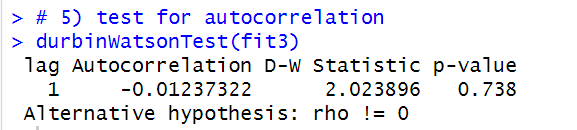 > # 5) test for autocorrelation
> durbinWatsonTest(fit3)
 lag Autocorrelation D-W Statistic p-value
   1     -0.01237322      2.023896   0.738
 Alternative hypothesis: rho != 0